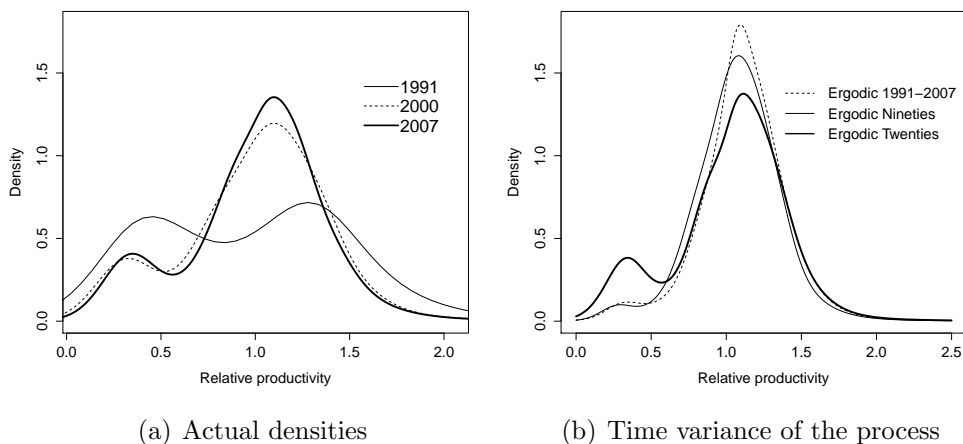 1991
2000
2007
Density
0.0 0.5 1.0 1.5
0.0 0.5 1.0 1.5 2.0
Relative productivity
(a) Actual densities
Ergodic 1991−2007
Ergodic Nineties
Ergodic Twenties
Density
0.0 0.5 1.0 1.5
0.0 0.5 1.0 1.5 2.0 2.5
Relative productivity
(b) Time variance of the process